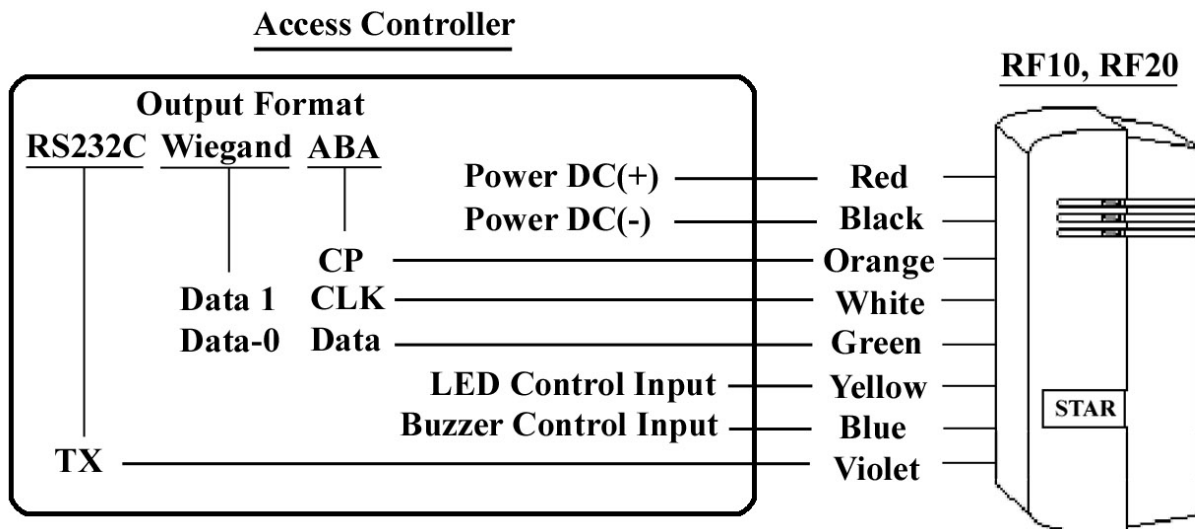 Access Controller
RF10, RF20
Output Format
RS232C Wiegand ABA
Power DC(+) Red
Power DC(-) Black
CP Orange
Data 1 CLK White
Data-0 Data Green
LED Control Input Yellow
STAR
Buzzer Control Input Blue
TX Violet